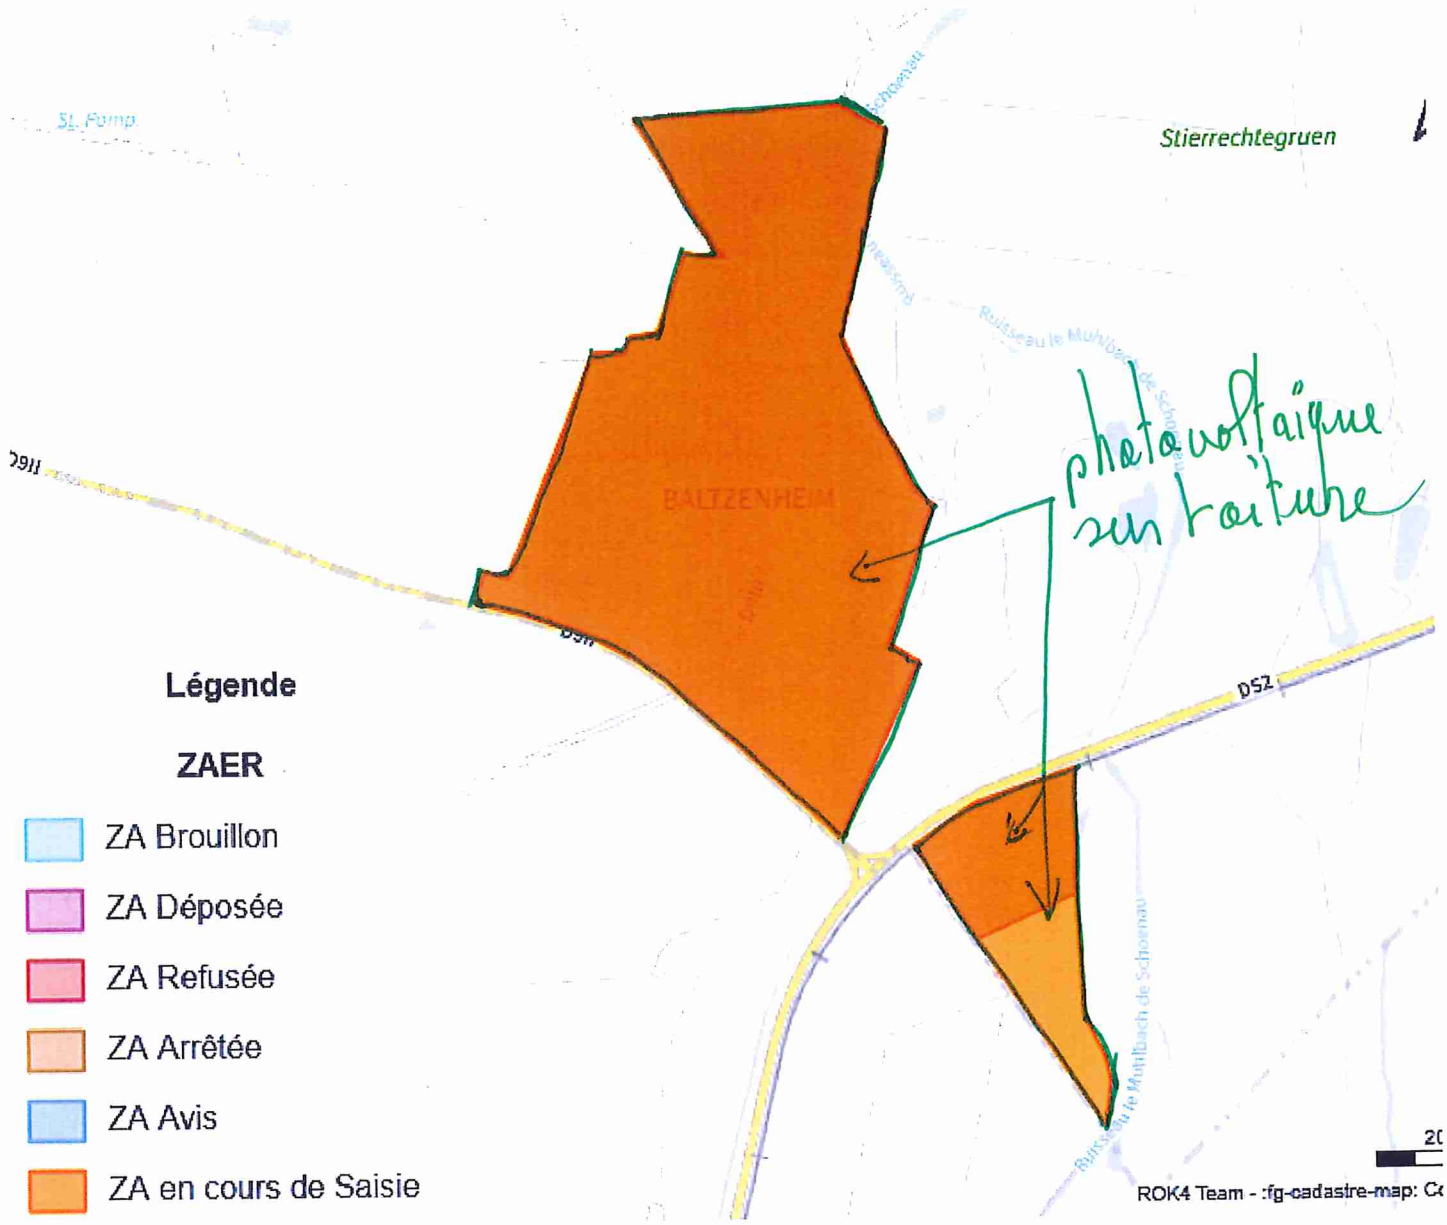 St. Pomp.
Schoenau
Stierrechtegruen
Ruisseau le Muhlbach de Schoenau
photovoltaïque
sur toiture
BALTZENHEIM
D911
D52
Légende
ZAER
ZA Brouillon
ZA Déposée
ZA Refusée
ZA Arrêtée
ZA Avis
ZA en cours de Saisie
Ruisseau le Muhlbach de Schoenau
20
ROK4 Team - :fg-cadastre-map: